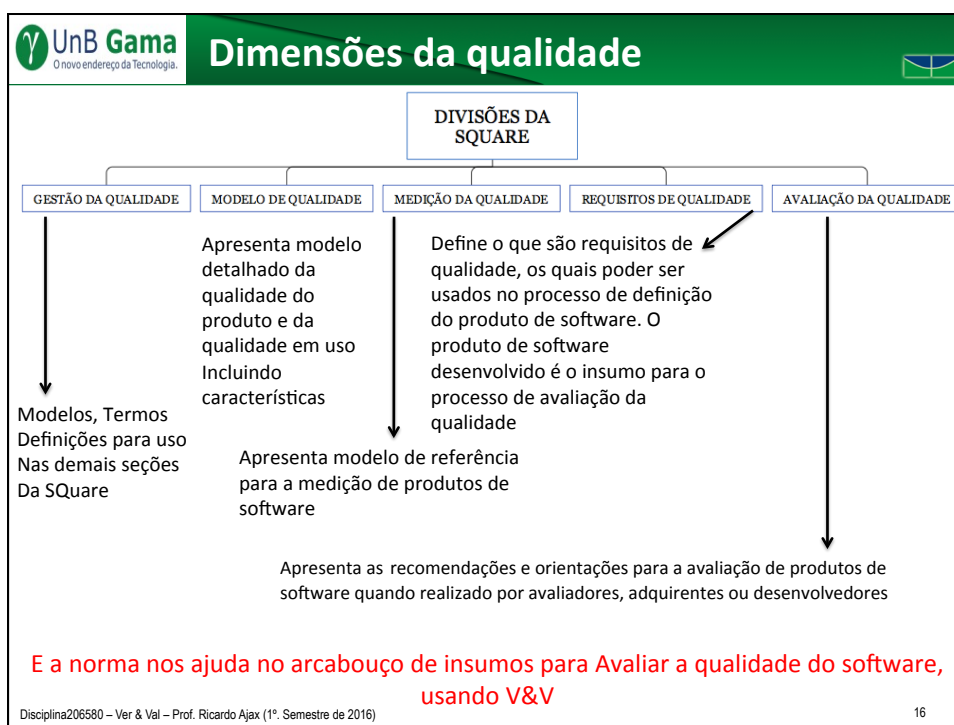 UnB Gama
O novo endereço da Tecnologia.
Dimensões da qualidade
DIVISÕES DA
SQUARE
GESTÃO DA QUALIDADE
MODELO DE QUALIDADE
MEDIÇÃO DA QUALIDADE
REQUISITOS DE QUALIDADE
AVALIAÇÃO DA QUALIDADE
Apresenta modelo
detalhado da
qualidade do
produto e da
qualidade em uso
Incluindo
características
Define o que são requisitos de
qualidade, os quais poder ser
usados no processo de definição
do produto de software. O
produto de software
desenvolvido é o insumo para o
processo de avaliação da
qualidade
Modelos, Termos
Definições para uso
Nas demais seções
Da SQuare
Apresenta modelo de referência
para a medição de produtos de
software
Apresenta as recomendações e orientações para a avaliação de produtos de
software quando realizado por avaliadores, adquirentes ou desenvolvedores
E a norma nos ajuda no arcabouço de insumos para Avaliar a qualidade do software,
usando V&V
Disciplina206580 – Ver & Val – Prof. Ricardo Ajax (1º. Semestre de 2016)
16